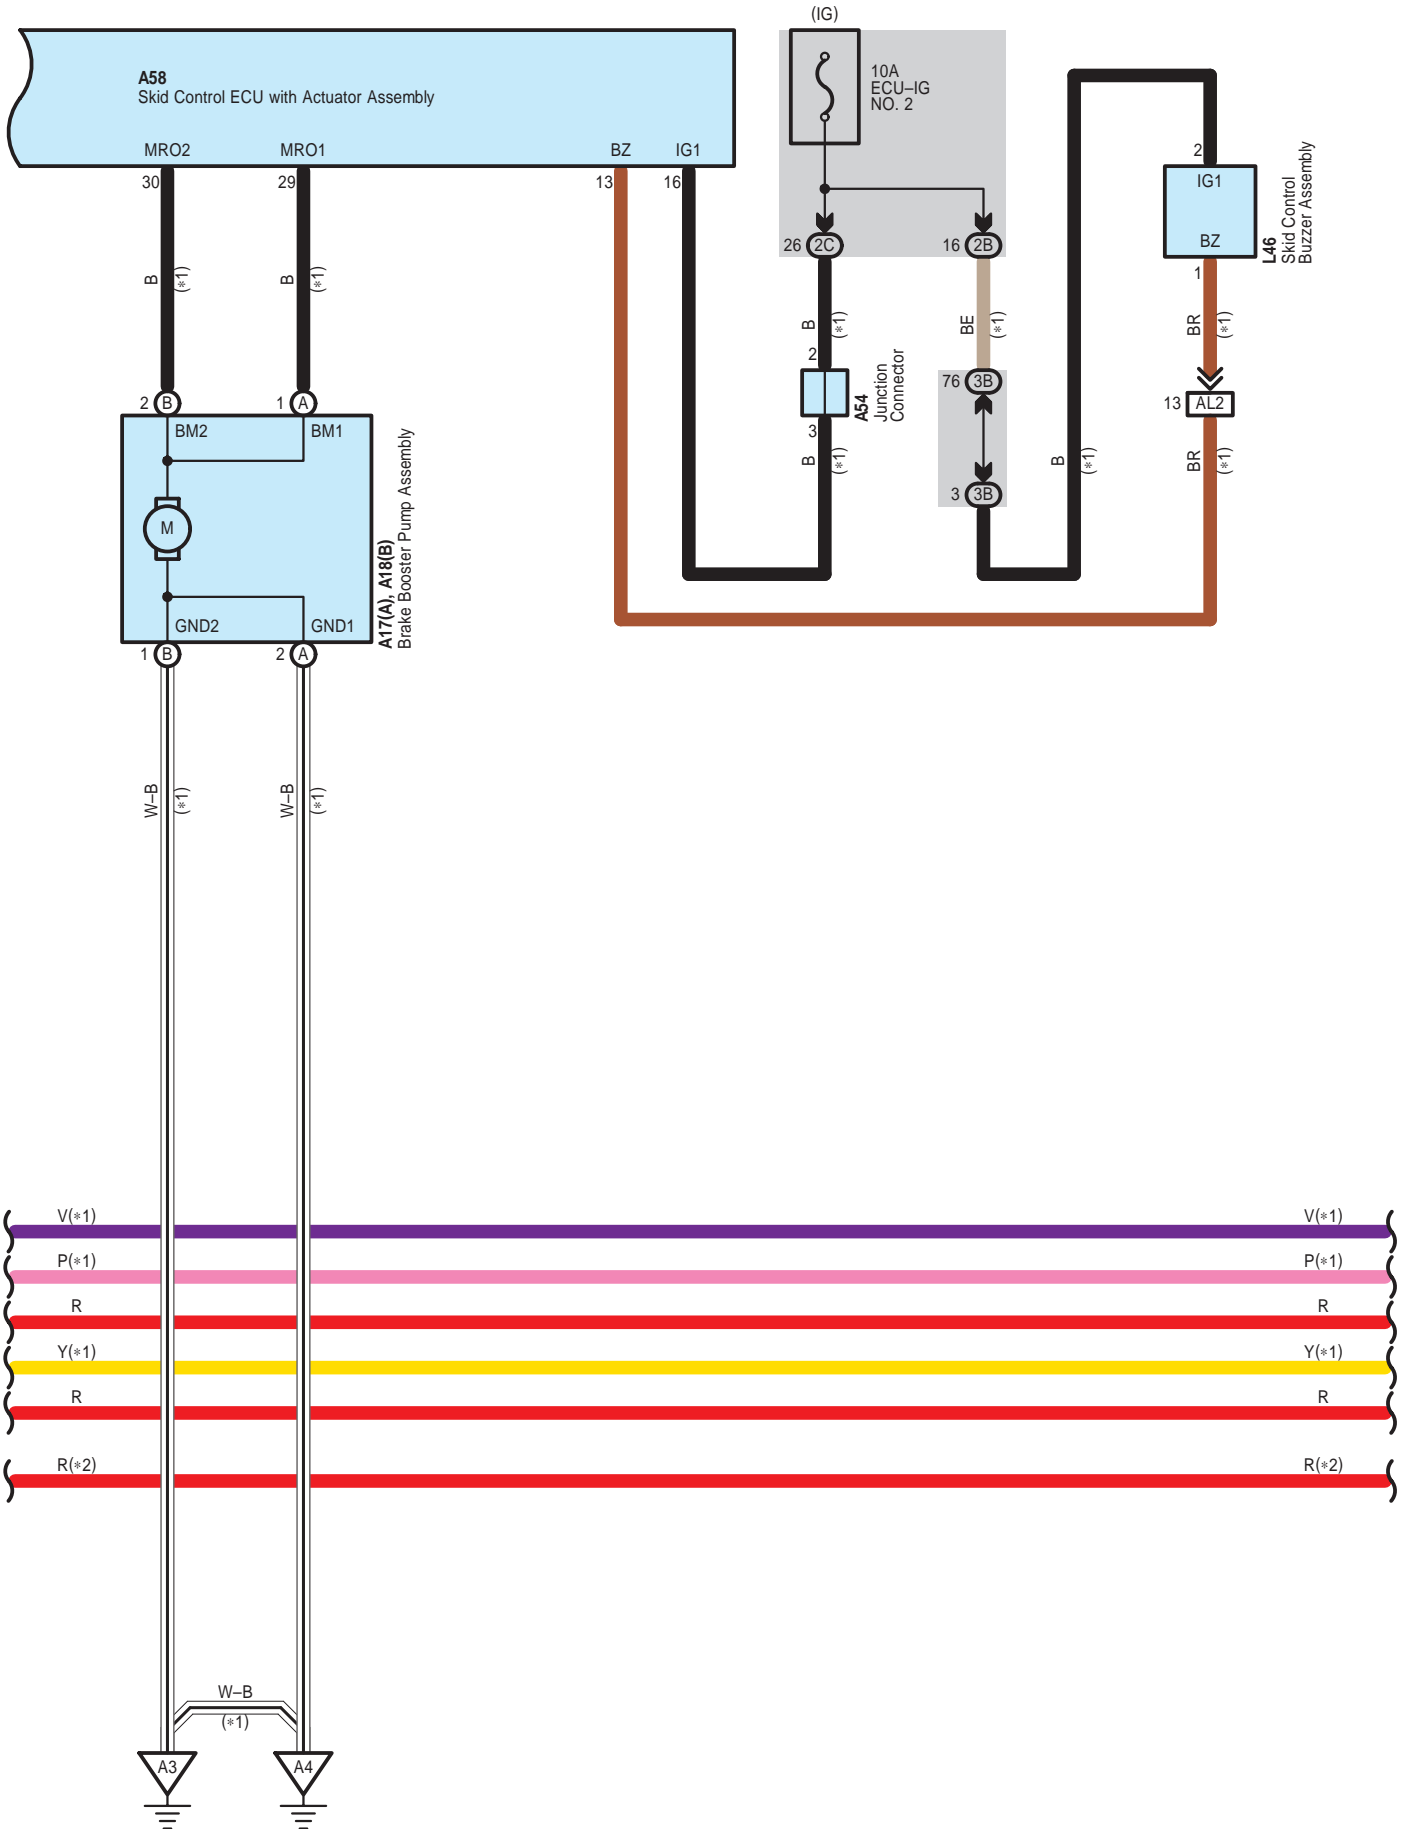 (IG)
A58
Skid Control ECU with Actuator Assembly
10A
ECU–IG
NO. 2
MRO2
MRO1
BZ
IG1
30
29
13
16
2
IG1
BZ
1
L46
Skid Control
Buzzer Assembly
26
2C
16
2B
B
(*1)
B
(*1)
B
(*1)
BE
(*1)
BR
(*1)
2
A54
Junction
Connector
3
76
3B
13
AL2
B
(*1)
3
3B
B
(*1)
BR
(*1)
2
B
1
A
BM2
BM1
M
GND2
GND1
A17(A), A18(B)
Brake Booster Pump Assembly
1
B
2
A
W–B
(*1)
W–B
(*1)
V(*1)
V(*1)
P(*1)
P(*1)
R
R
Y(*1)
Y(*1)
R
R
R(*2)
R(*2)
W–B
(*1)
A3
A4